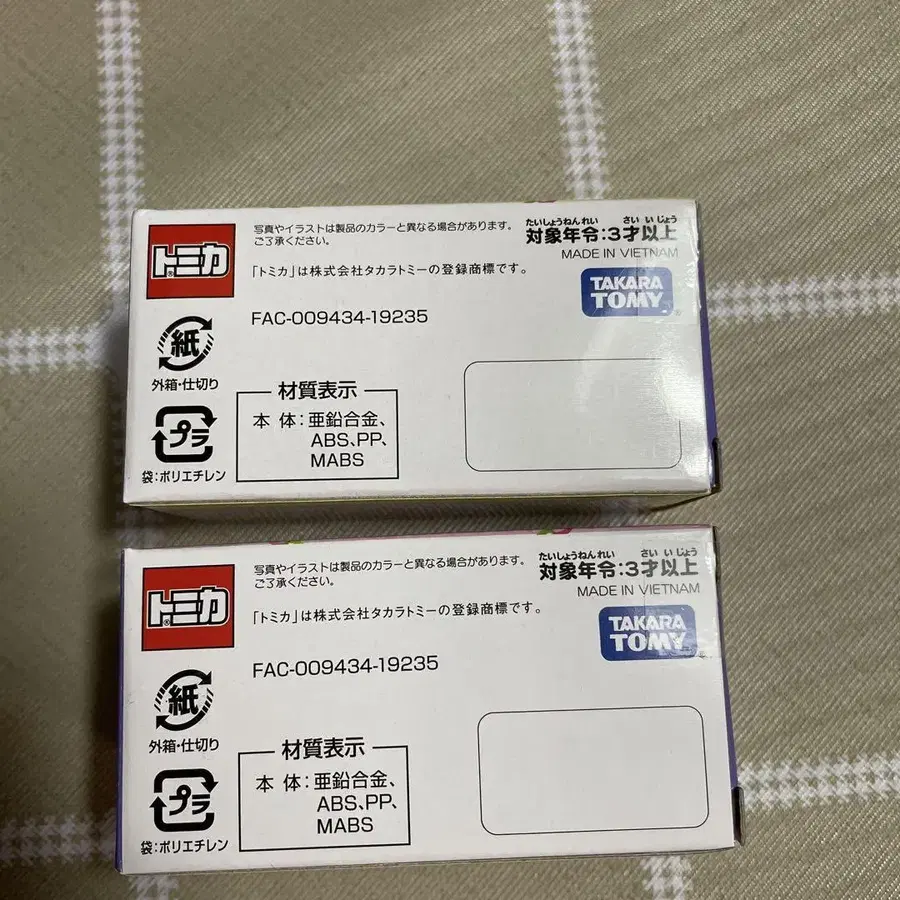 トミカ
®
写真やイラストは製品のカラーと異なる場合があります。
ご了承ください。
「トミカ」は株式会社タカラトミーの登録商標です。
たいしょうねんれい さいいじょう
対象年令:3才以上
MADE IN VIETNAM
TAKARA
TOMY
®
FAC-009434-19235
紙
外箱・仕切り
プラ
袋:ポリエチレン
材質表示
本 体:亜鉛合金、
ABS、PP、
MABS
トミカ
®
写真やイラストは製品のカラーと異なる場合があります。
ご了承ください。
「トミカ」は株式会社タカラトミーの登録商標です。
たいしょうねんれい さいいじょう
対象年令:3才以上
MADE IN VIETNAM
TAKARA
TOMY
FAC-009434-19235
紙
外箱・仕切り
プラ
袋:ポリエチレン
材質表示
本 体:亜鉛合金、
ABS、PP、
MABS